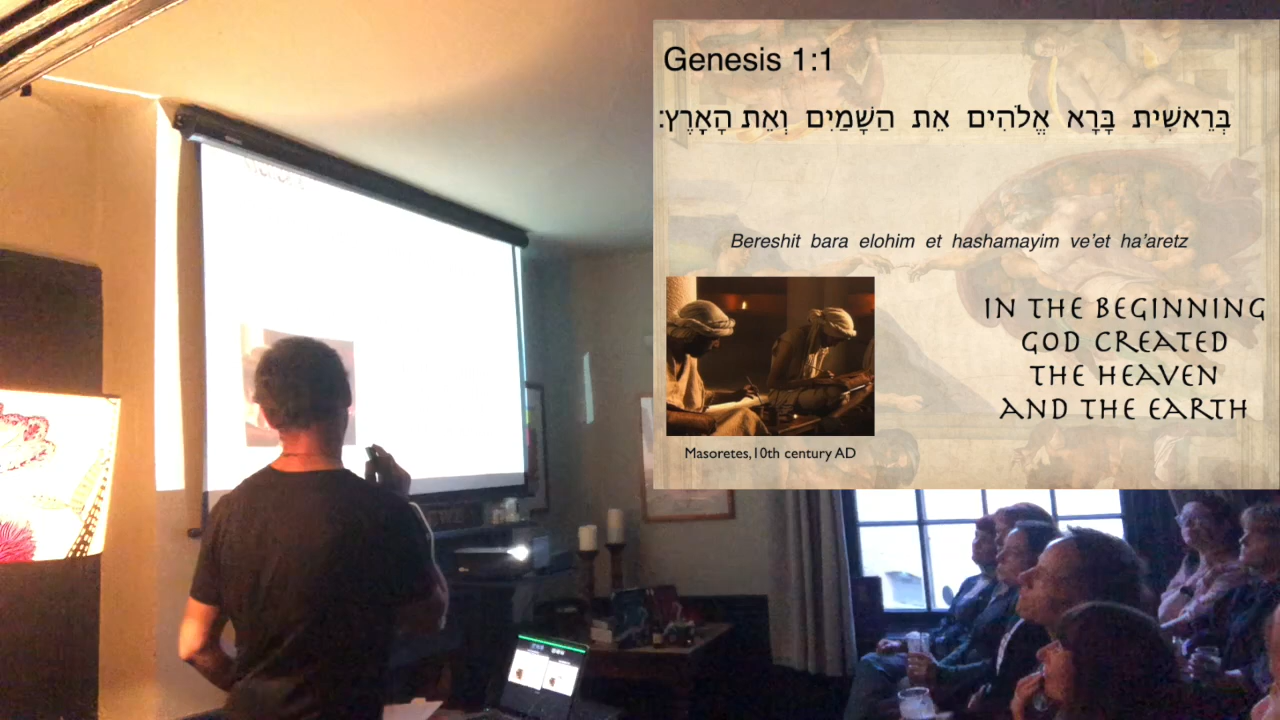 Genesis 1:1
בְּרֵאשִׁית בָּרָא אֱלֹהִים אֵת הַשָּׁמַיִם וְאֵת הָאָֽרֶץ׃
Bereshit bara elohim et hashamayim ve’et ha’aretz
IN THE BEGINNING
GOD CREATED
THE HEAVEN
AND THE EARTH
Masoretes,10th century AD